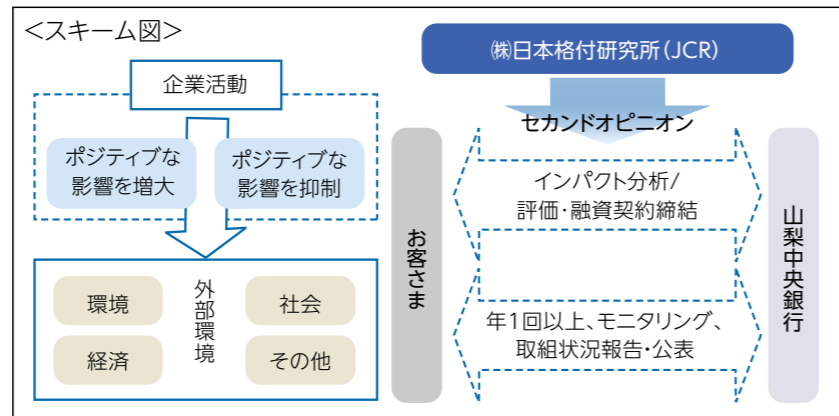 <スキーム図>
企業活動
ポジティブな
影響を増大
ポジティブな
影響を抑制
環境
外部環境
社会
経済
その他
㈱日本格付研究所(JCR)
セカンドオピニオン
お客さま
インパクト分析/
評価・融資契約締結
年1回以上、モニタリング、
取組状況報告・公表
山梨中央銀行